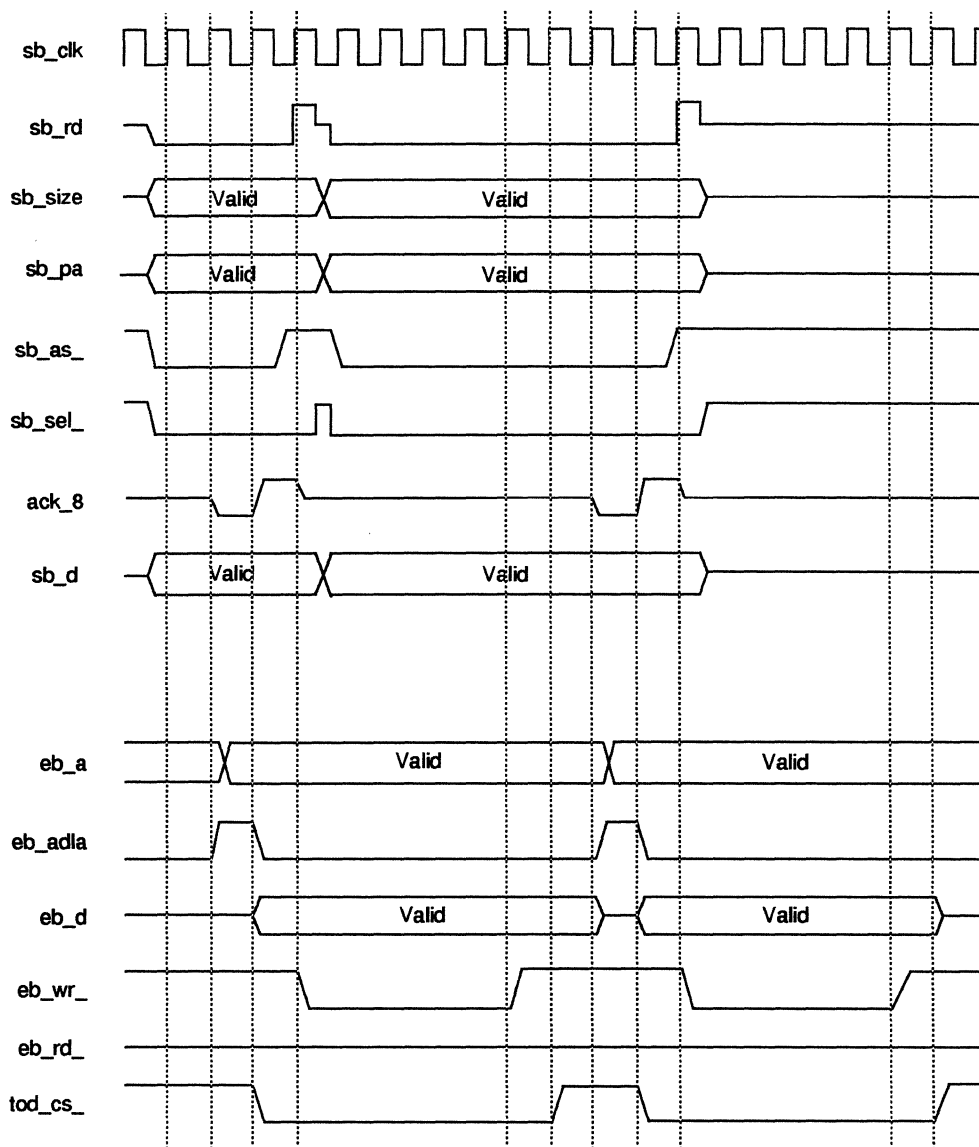 sb_clk
sb_rd
sb_size Valid Valid
sb_pa Valid Valid
sb_as_
sb_sel_
ack_8
sb_d Valid Valid
eb_a Valid Valid
eb_adla
eb_d Valid Valid
eb_wr_
eb_rd_
tod_cs_